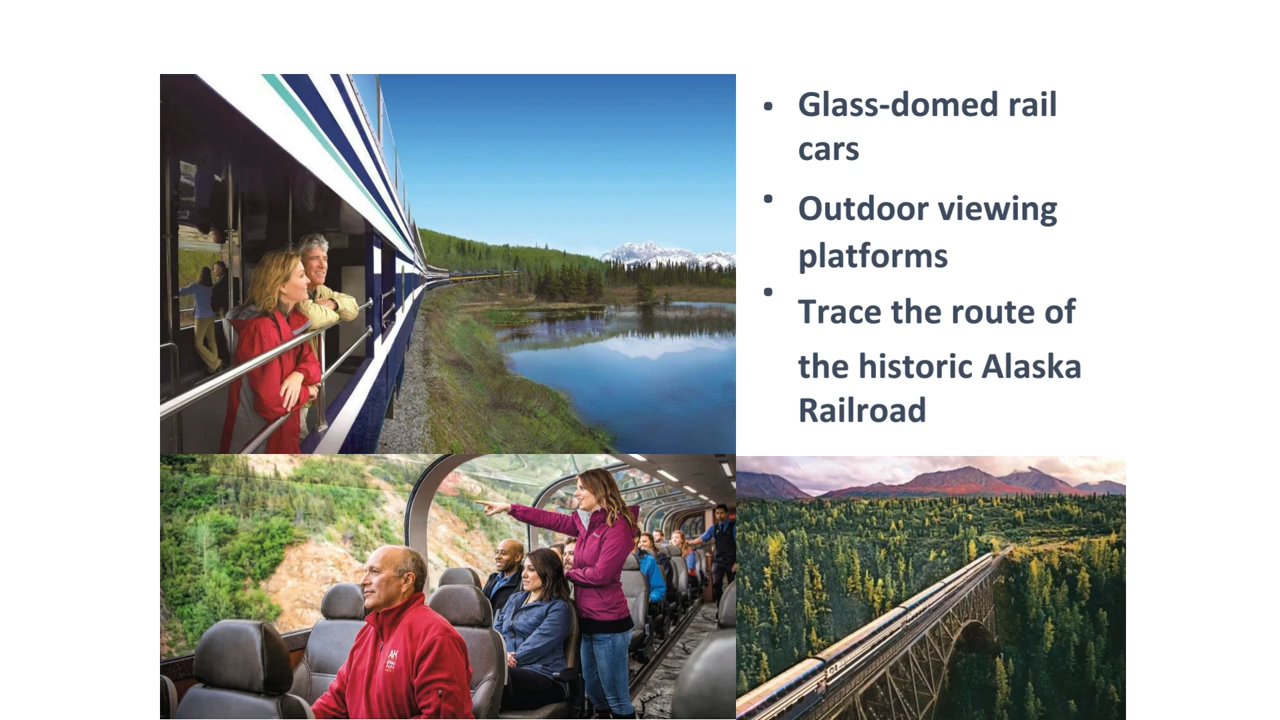 • Glass-domed rail
cars
• Outdoor viewing
platforms
• Trace the route of
the historic Alaska
Railroad